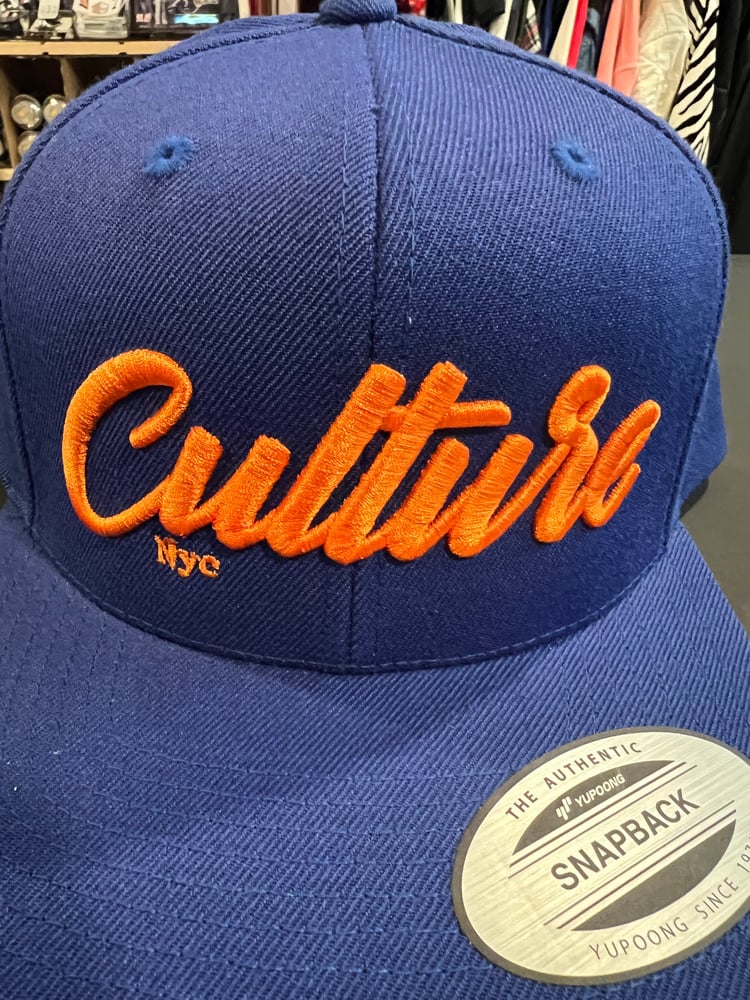 Culture
Nyc
THE AUTHENTIC
YUPOONG
SNAPBACK
YUPOONG SINCE